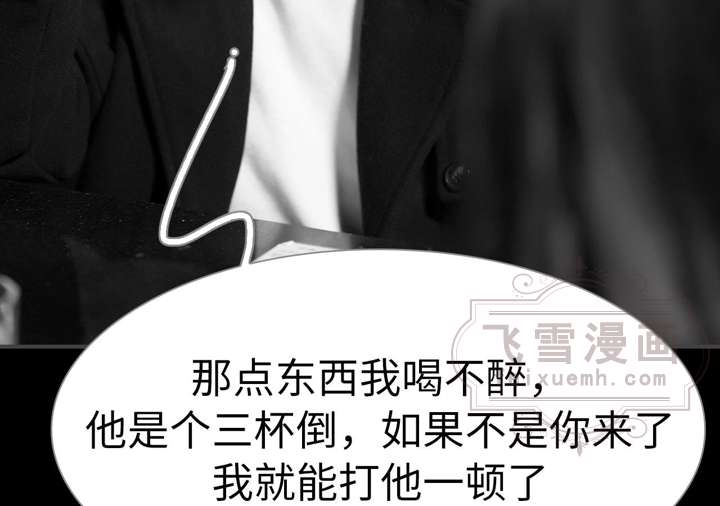 飞雪漫画
feixuemh.com
那点东西我喝不醉，
他是个三杯倒，如果不是你来了
我就能打他一顿了